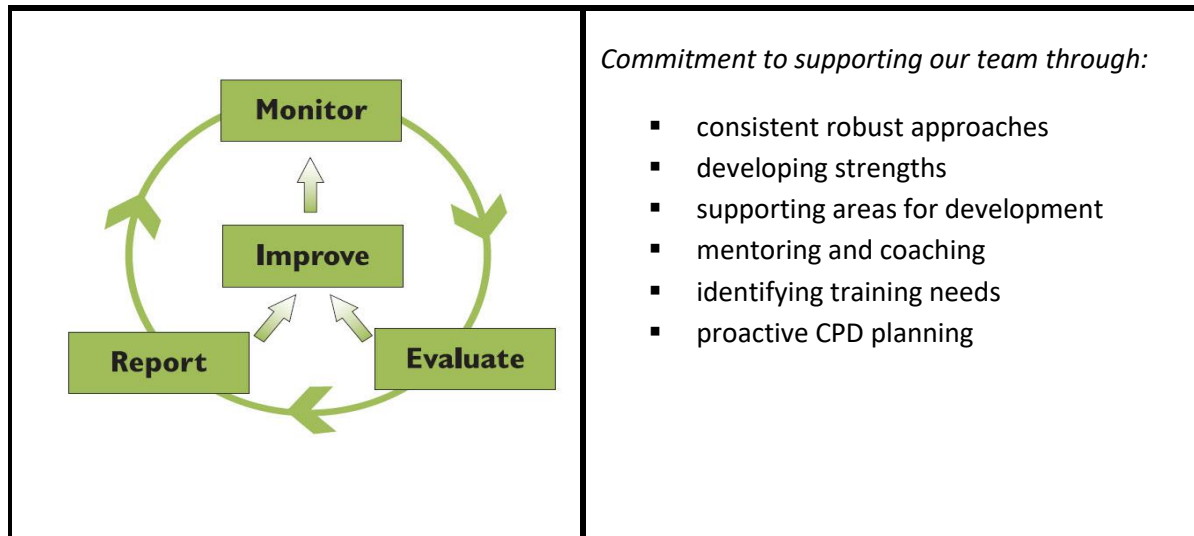 Monitor
Improve
Report
Evaluate
Commitment to supporting our team through:
▪ consistent robust approaches
▪ developing strengths
▪ supporting areas for development
▪ mentoring and coaching
▪ identifying training needs
▪ proactive CPD planning